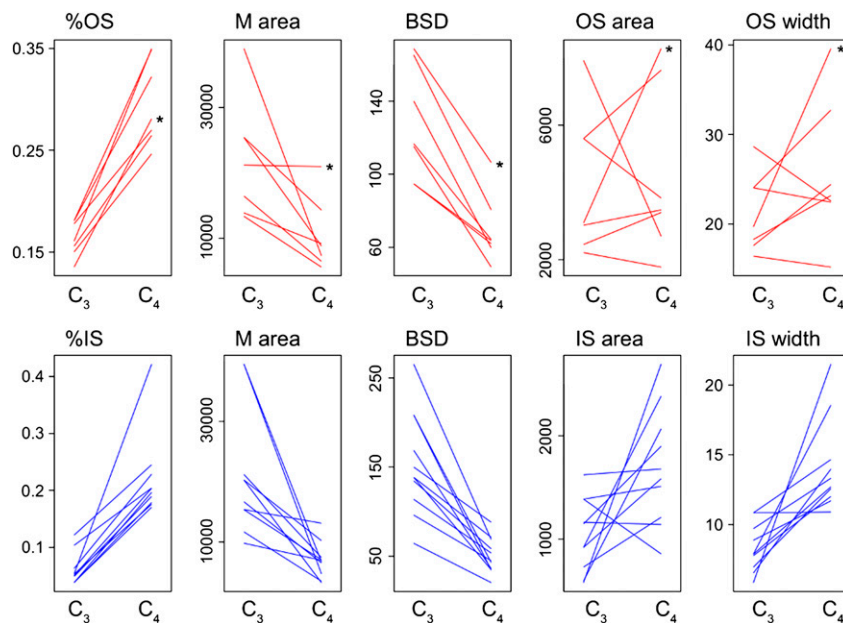 %OS M area BSD OS area OS width
0.35 0.25 0.15
30000 10000
140 100 60
6000 2000
40 30 20
* * * * *
C3 C4 C3 C4 C3 C4 C3 C4 C3 C4
%IS M area BSD IS area IS width
0.4 0.3 0.2 0.1
30000 10000
250 150 50
2000 1000
20 15 10
C3 C4 C3 C4 C3 C4 C3 C4 C3 C4